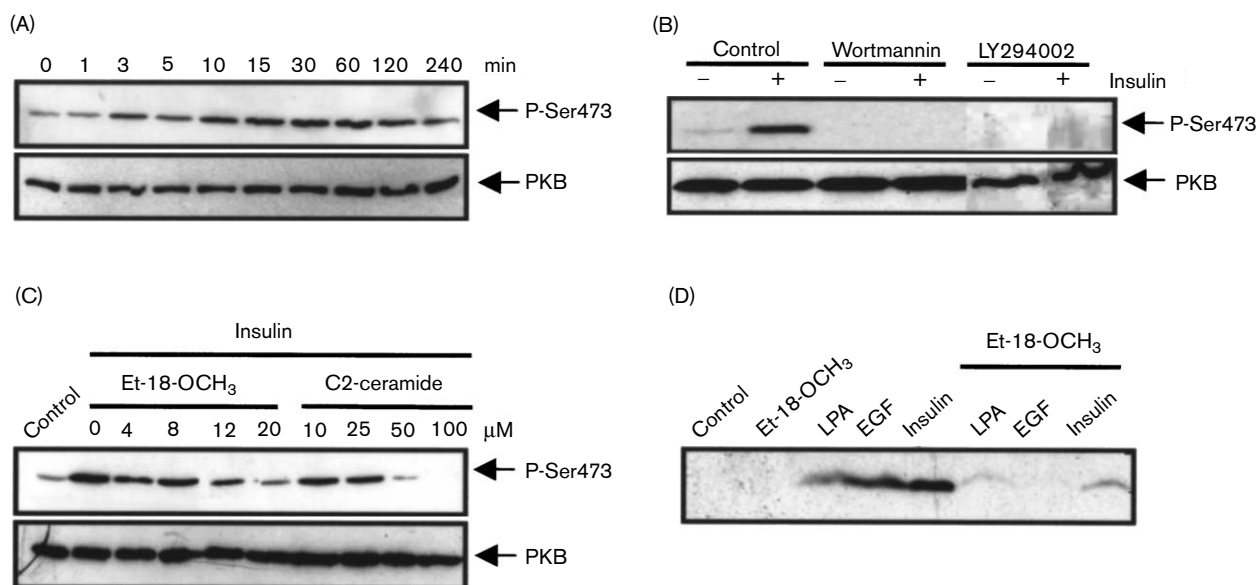 (A)
0 1 3 5 10 15 30 60 120 240 min
P-Ser473
PKB
(B)
Control Wortmannin LY294002
– + – + – + Insulin
P-Ser473
PKB
(C)
Insulin
Et-18-OCH₃ C2-ceramide
Control 0 4 8 12 20 10 25 50 100 μM
P-Ser473
PKB
(D)
Et-18-OCH₃
Control Et-18-OCH₃ LPA EGF Insulin LPA EGF Insulin